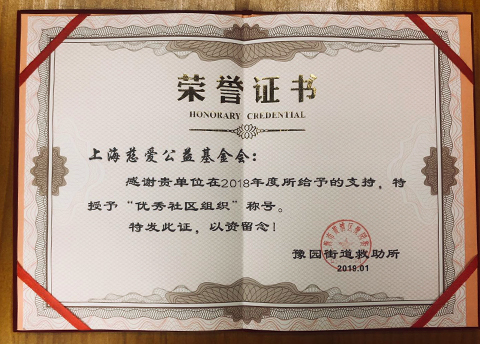 荣誉证书
HONORARY CREDENTIAL
上海慈爱公益基金会：
感谢贵单位在2018年度所给予的支持，特
授予“优秀社区组织”称号。
特发此证，以资留念！
豫园街道救助所
2018.01